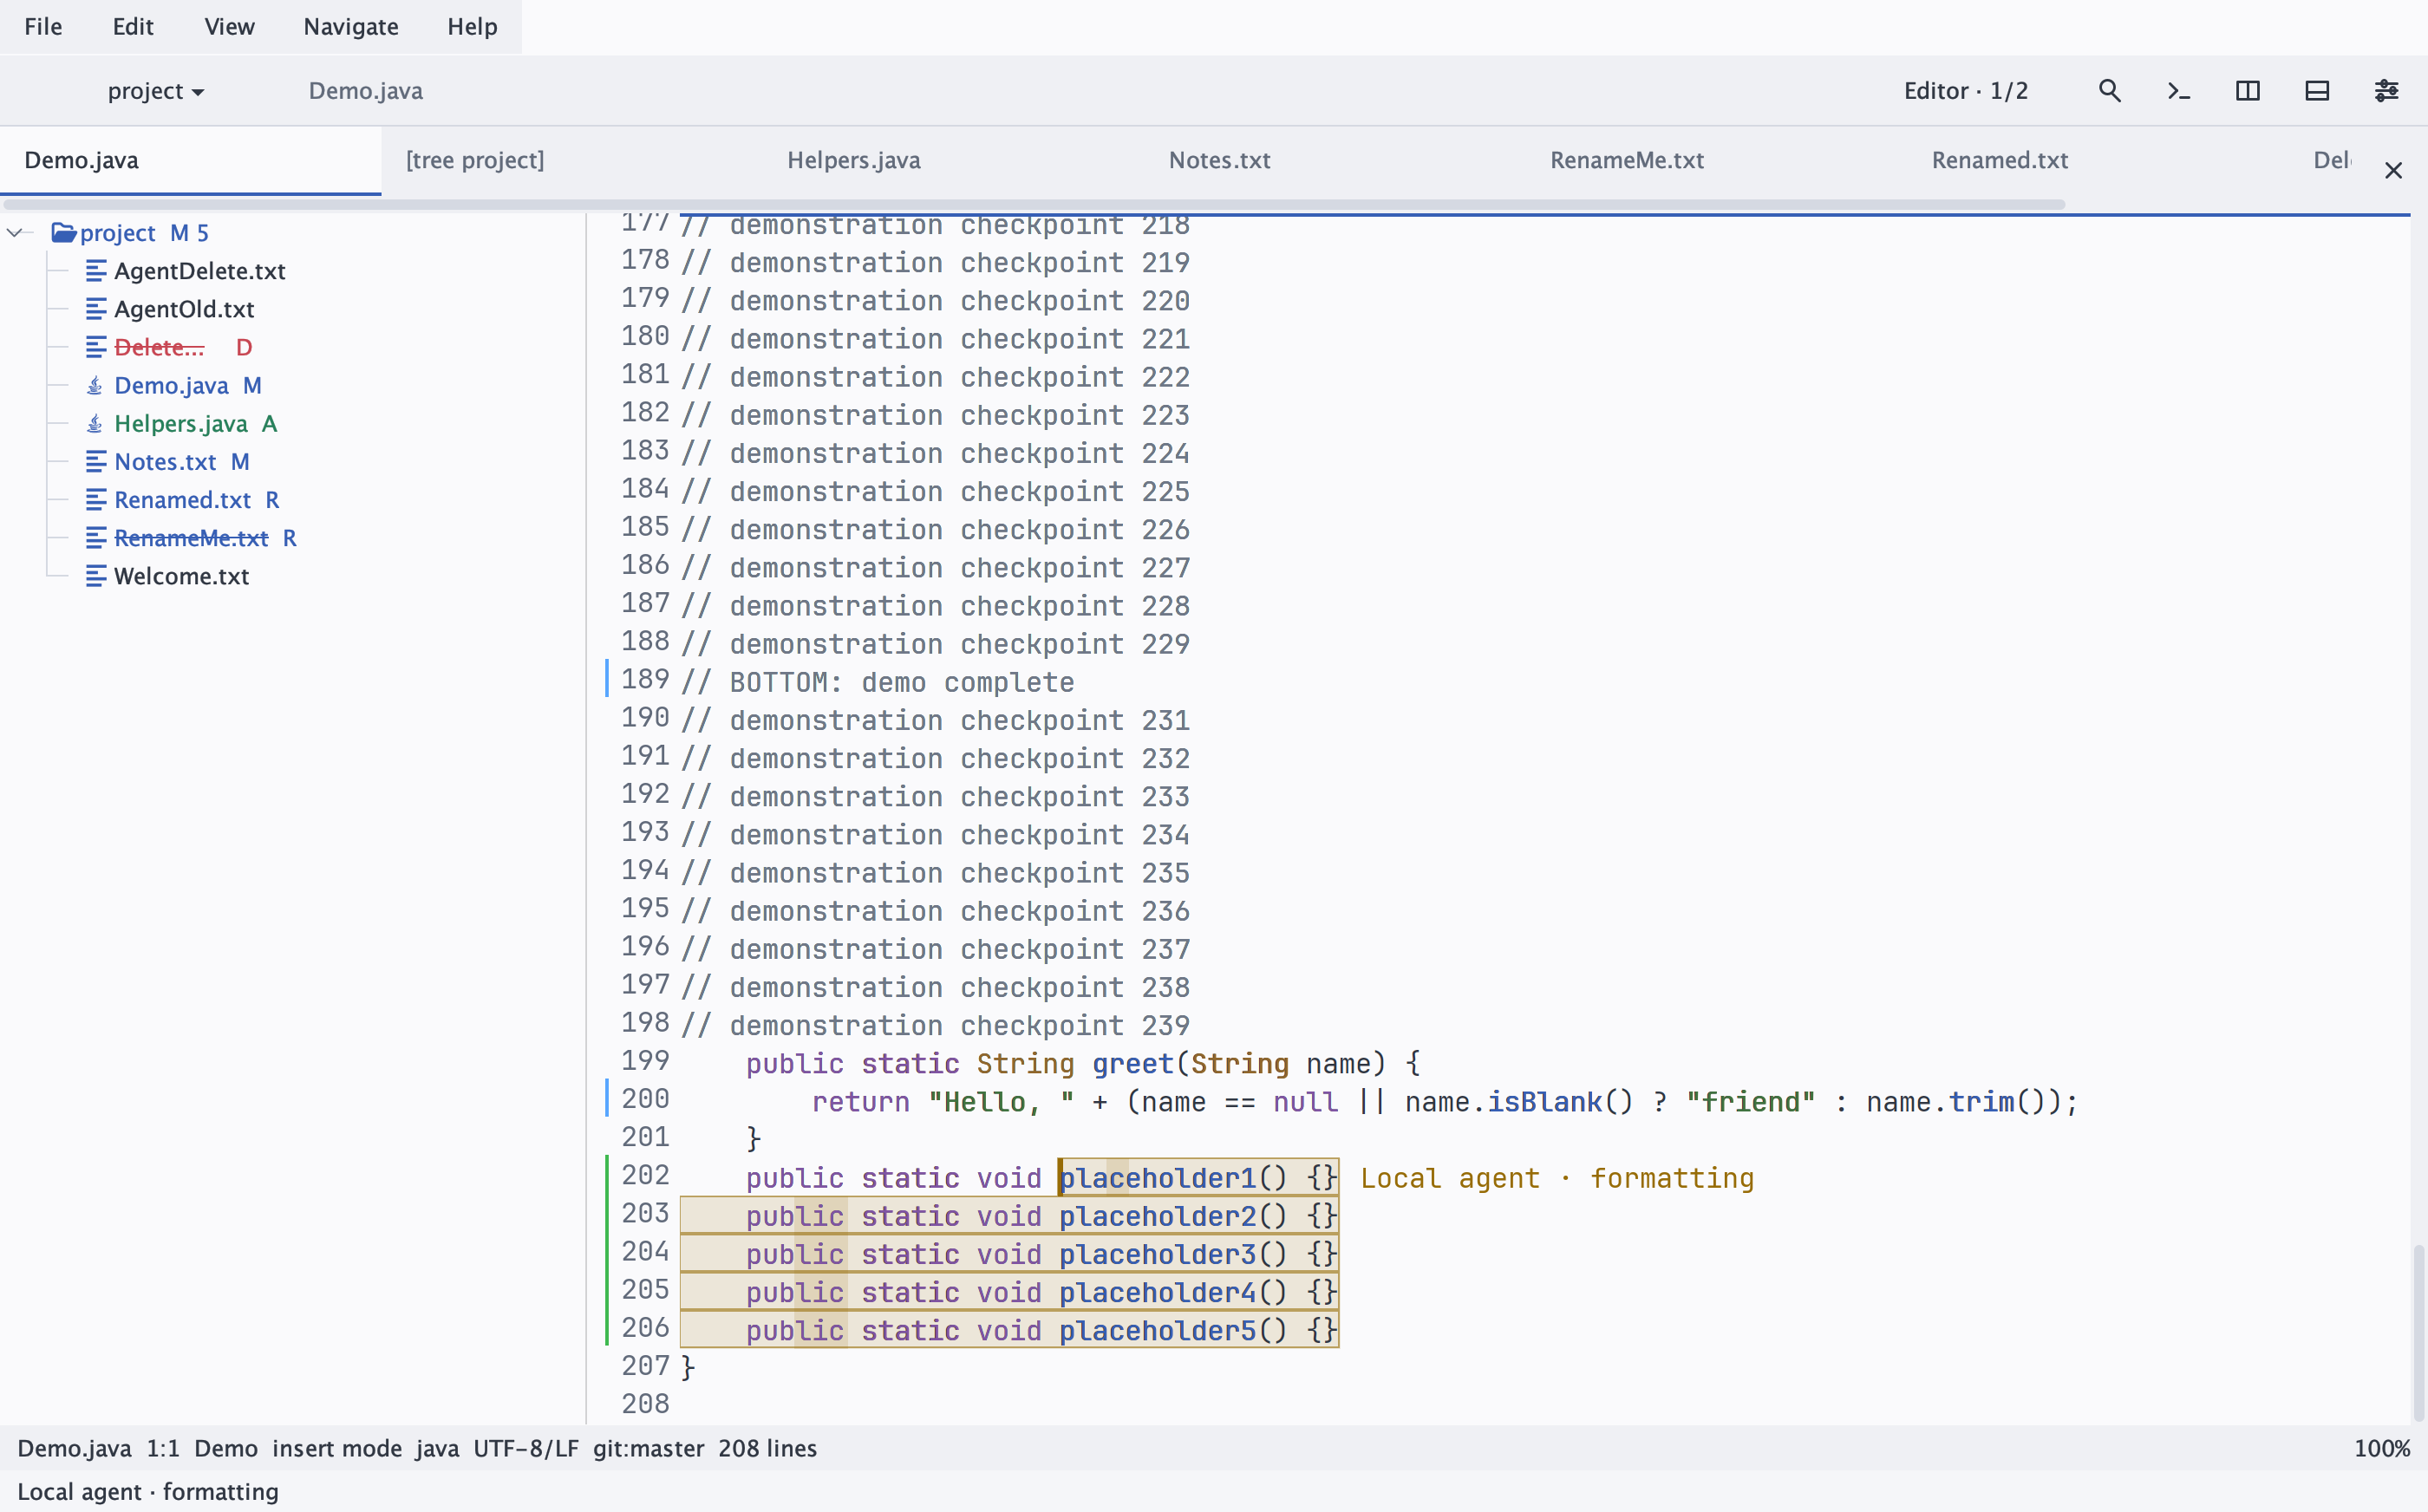 File Edit View Navigate Help
project Demo.java Editor · 1/2
Demo.java [tree project] Helpers.java Notes.txt RenameMe.txt Renamed.txt Del
project M 5
AgentDelete.txt
AgentOld.txt
Delete... D
Demo.java M
Helpers.java A
Notes.txt M
Renamed.txt R
RenameMe.txt R
Welcome.txt
177 // demonstration checkpoint 218
178 // demonstration checkpoint 219
179 // demonstration checkpoint 220
180 // demonstration checkpoint 221
181 // demonstration checkpoint 222
182 // demonstration checkpoint 223
183 // demonstration checkpoint 224
184 // demonstration checkpoint 225
185 // demonstration checkpoint 226
186 // demonstration checkpoint 227
187 // demonstration checkpoint 228
188 // demonstration checkpoint 229
189 // BOTTOM: demo complete
190 // demonstration checkpoint 231
191 // demonstration checkpoint 232
192 // demonstration checkpoint 233
193 // demonstration checkpoint 234
194 // demonstration checkpoint 235
195 // demonstration checkpoint 236
196 // demonstration checkpoint 237
197 // demonstration checkpoint 238
198 // demonstration checkpoint 239
199     public static String greet(String name) {
200         return "Hello, " + (name == null || name.isBlank() ? "friend" : name.trim());
201     }
202     public static void placeholder1() {} Local agent · formatting
203     public static void placeholder2() {}
204     public static void placeholder3() {}
205     public static void placeholder4() {}
206     public static void placeholder5() {}
207 }
208
Demo.java 1:1 Demo insert mode java UTF-8/LF git:master 208 lines 100%
Local agent · formatting